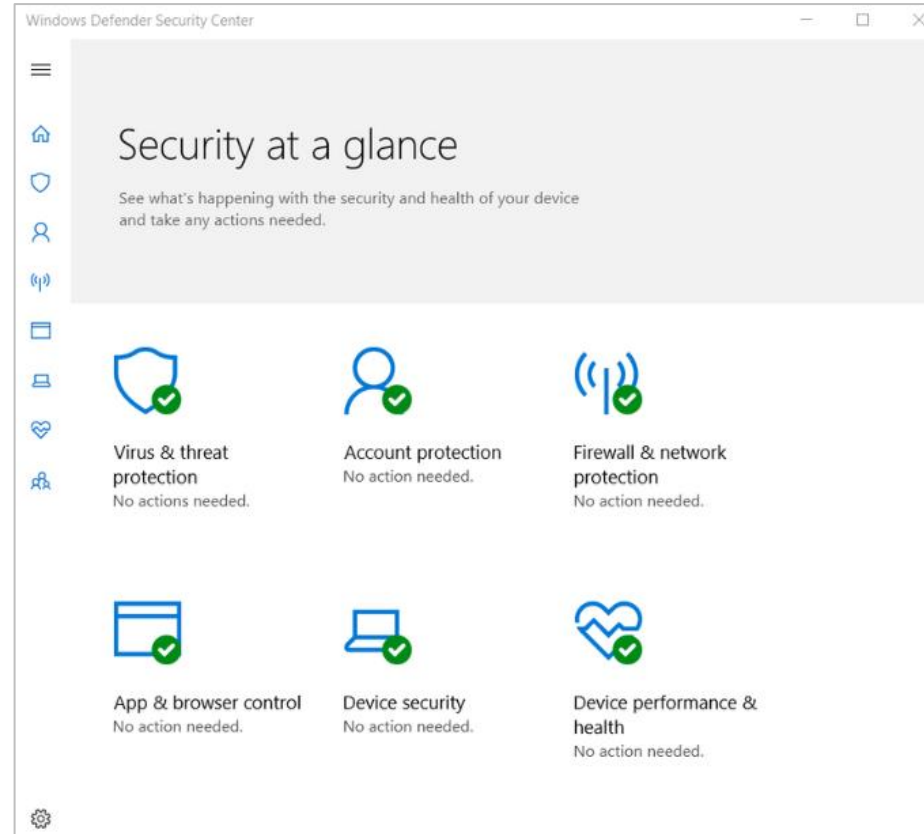 Windows Defender Security Center
Security at a glance
See what's happening with the security and health of your device
and take any actions needed.
Virus & threat
protection
No actions needed.
Account protection
No action needed.
Firewall & network
protection
No action needed.
App & browser control
No action needed.
Device security
No action needed.
Device performance &
health
No action needed.